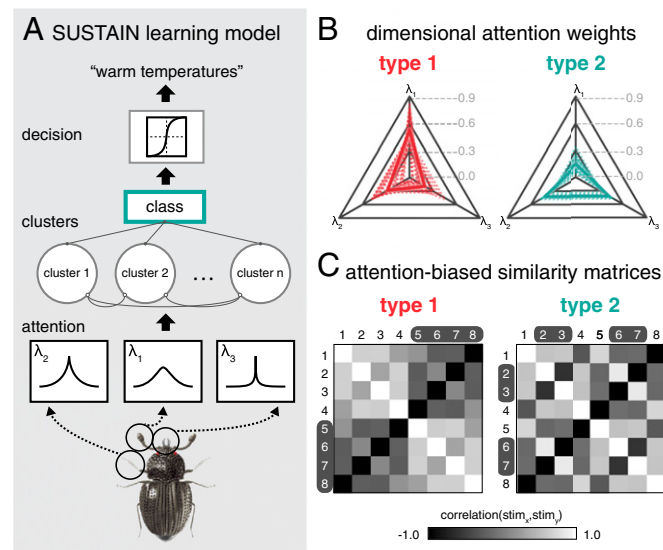 A SUSTAIN learning model
“warm temperatures”
decision
class
clusters
cluster 1 cluster 2 ... cluster n
attention
λ2 λ1 λ3
B dimensional attention weights
type 1 type 2
λ1 λ1
0.9 0.9
0.6 0.6
0.3 0.3
0.0 0.0
λ2 λ3 λ2 λ3
C attention-biased similarity matrices
type 1 type 2
1 2 3 4 5 6 7 8 1 2 3 4 5 6 7 8
1 1
2 2
3 3
4 4
5 5
6 6
7 7
8 8
correlation(stimx,stimy)
-1.0 1.0